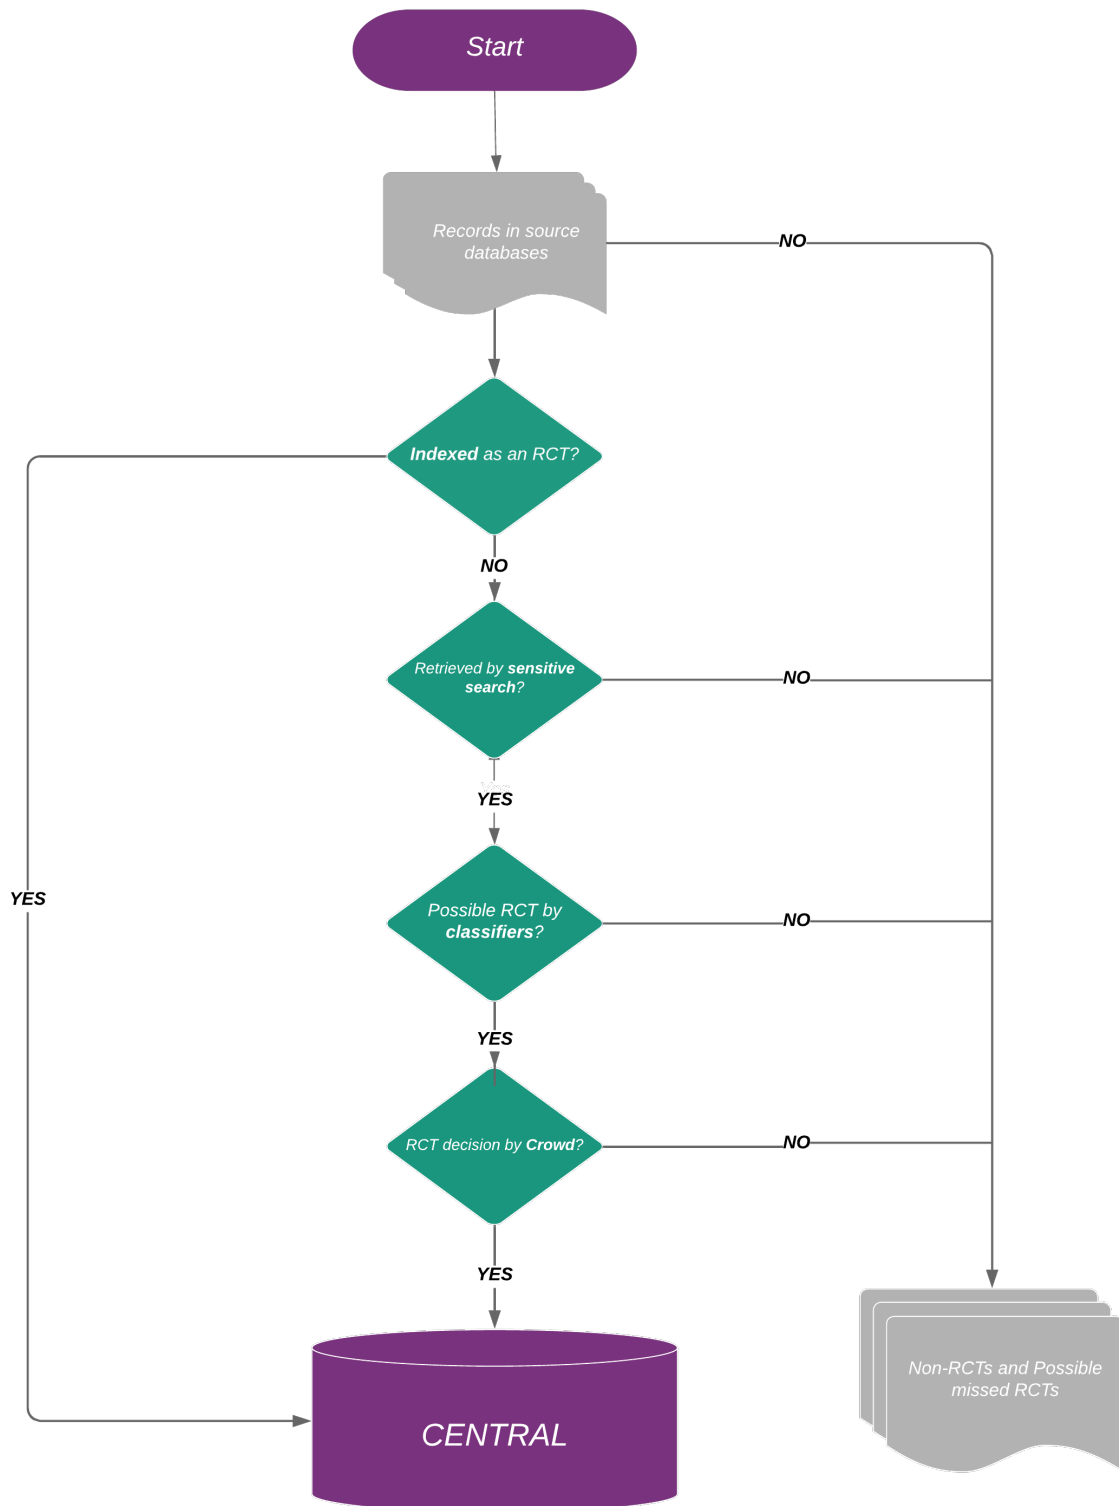 Start
Records in source
databases
NO
Indexed as an RCT?
NO
Retrieved by sensitive
search?
NO
YES
YES
Possible RCT by
classifiers?
NO
YES
RCT decision by Crowd?
NO
YES
CENTRAL
Non-RCTs and Possible
missed RCTs